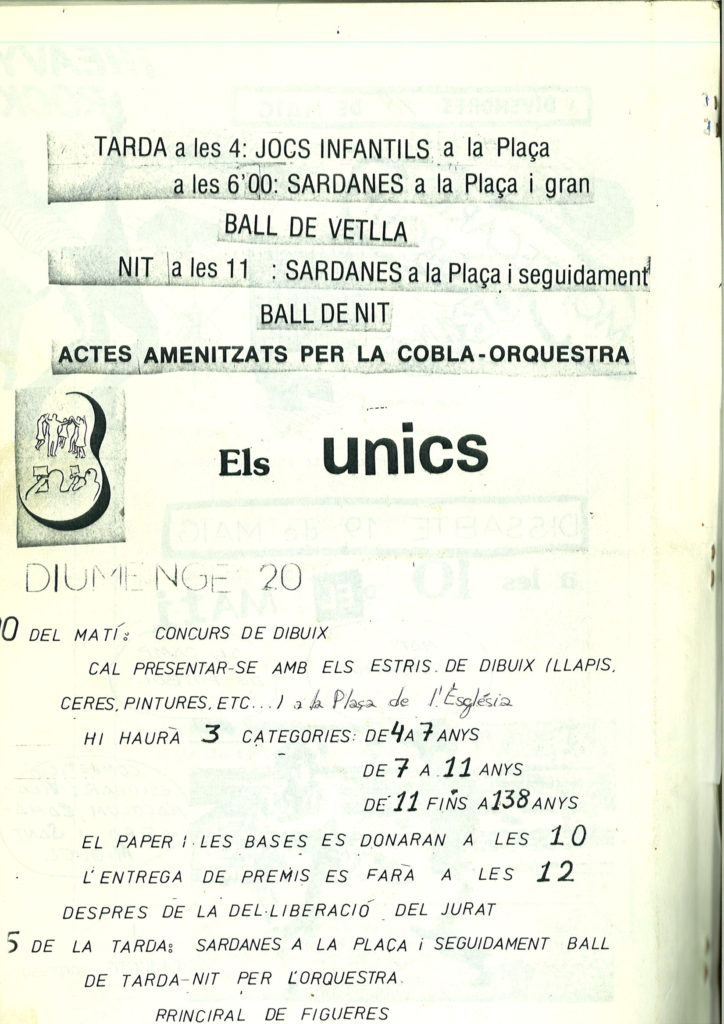 TARDA a les 4: JOCS INFANTILS a la Plaça
a les 6'00: SARDANES a la Plaça i gran
BALL DE VETLLA
NIT a les 11 : SARDANES a la Plaça i seguidament
BALL DE NIT
ACTES AMENITZATS PER LA COBLA-ORQUESTRA
Els unics
DIUMENGE 20
0 DEL MATÍ: CONCURS DE DIBUIX
CAL PRESENTAR-SE AMB ELS ESTRIS DE DIBUIX (LLAPIS,
CERES, PINTURES, ETC...) a la Plaça de l'Església
HI HAURÀ 3 CATEGORIES: DE 4 A 7 ANYS
DE 7 A 11 ANYS
DE 11 FINS A 138 ANYS
EL PAPER I LES BASES ES DONARAN A LES 10
L'ENTREGA DE PREMIS ES FARÀ A LES 12
DESPRES DE LA DEL·LIBERACIÓ DEL JURAT
5 DE LA TARDA: SARDANES A LA PLAÇA i SEGUIDAMENT BALL
DE TARDA-NIT PER L'ORQUESTRA.
PRINCIPAL DE FIGUERES